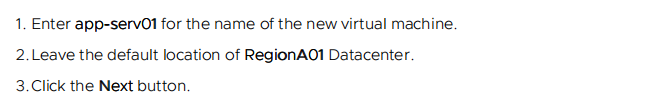 1. Enter app-serv01 for the name of the new virtual machine.
2. Leave the default location of RegionA01 Datacenter.
3. Click the Next button.